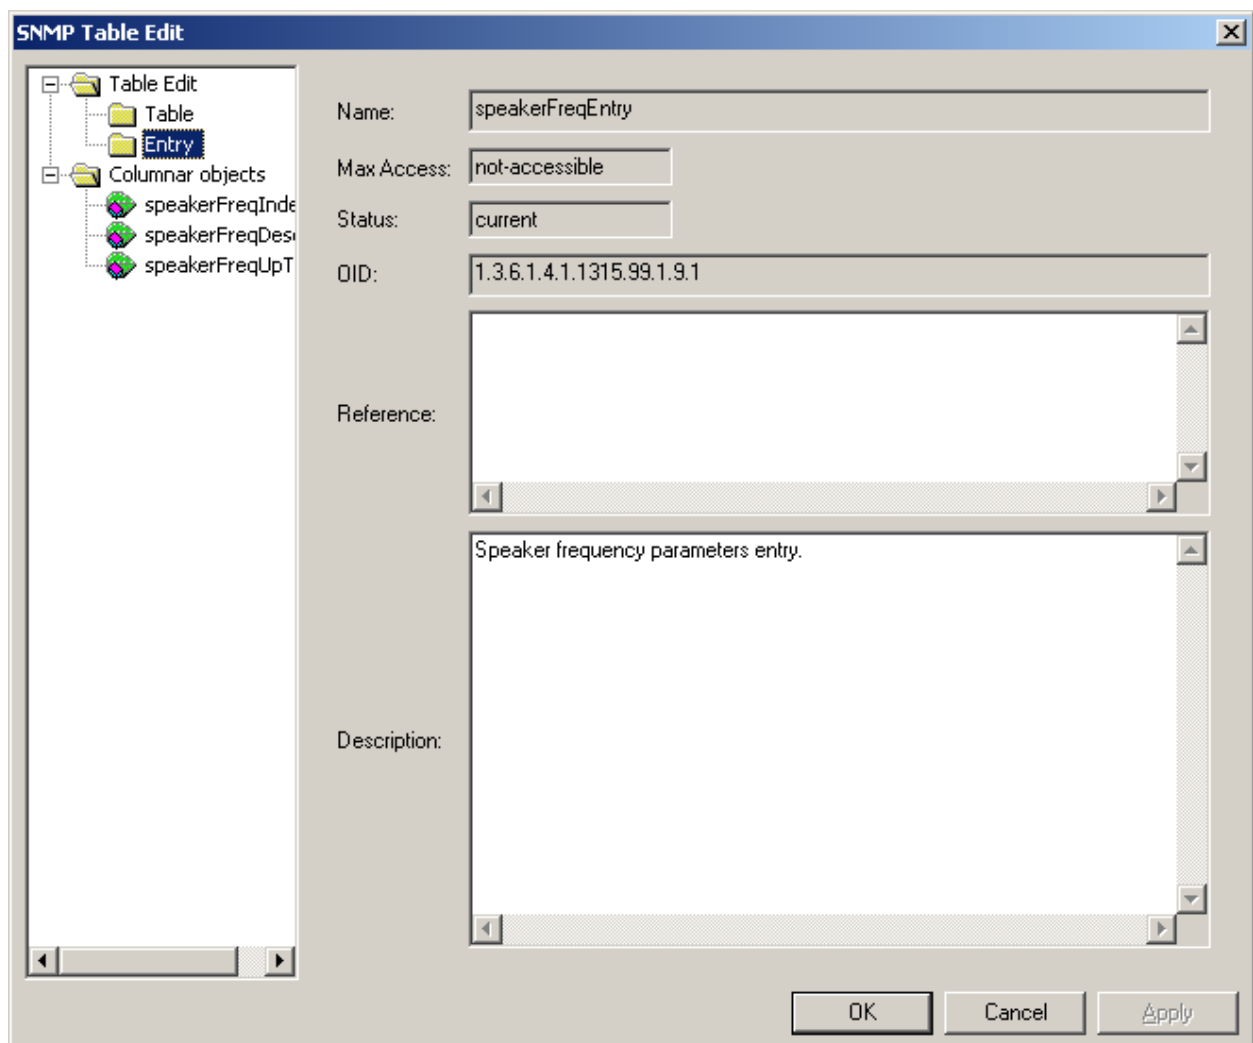 SNMP Table Edit
Table Edit
Table
Entry
Columnar objects
speakerFreqInde
speakerFreqDes
speakerFreqUpT
Name:
speakerFreqEntry
Max Access:
not-accessible
Status:
current
OID:
1.3.6.1.4.1.1315.99.1.9.1
Reference:
Description:
Speaker frequency parameters entry.
OK
Cancel
Apply